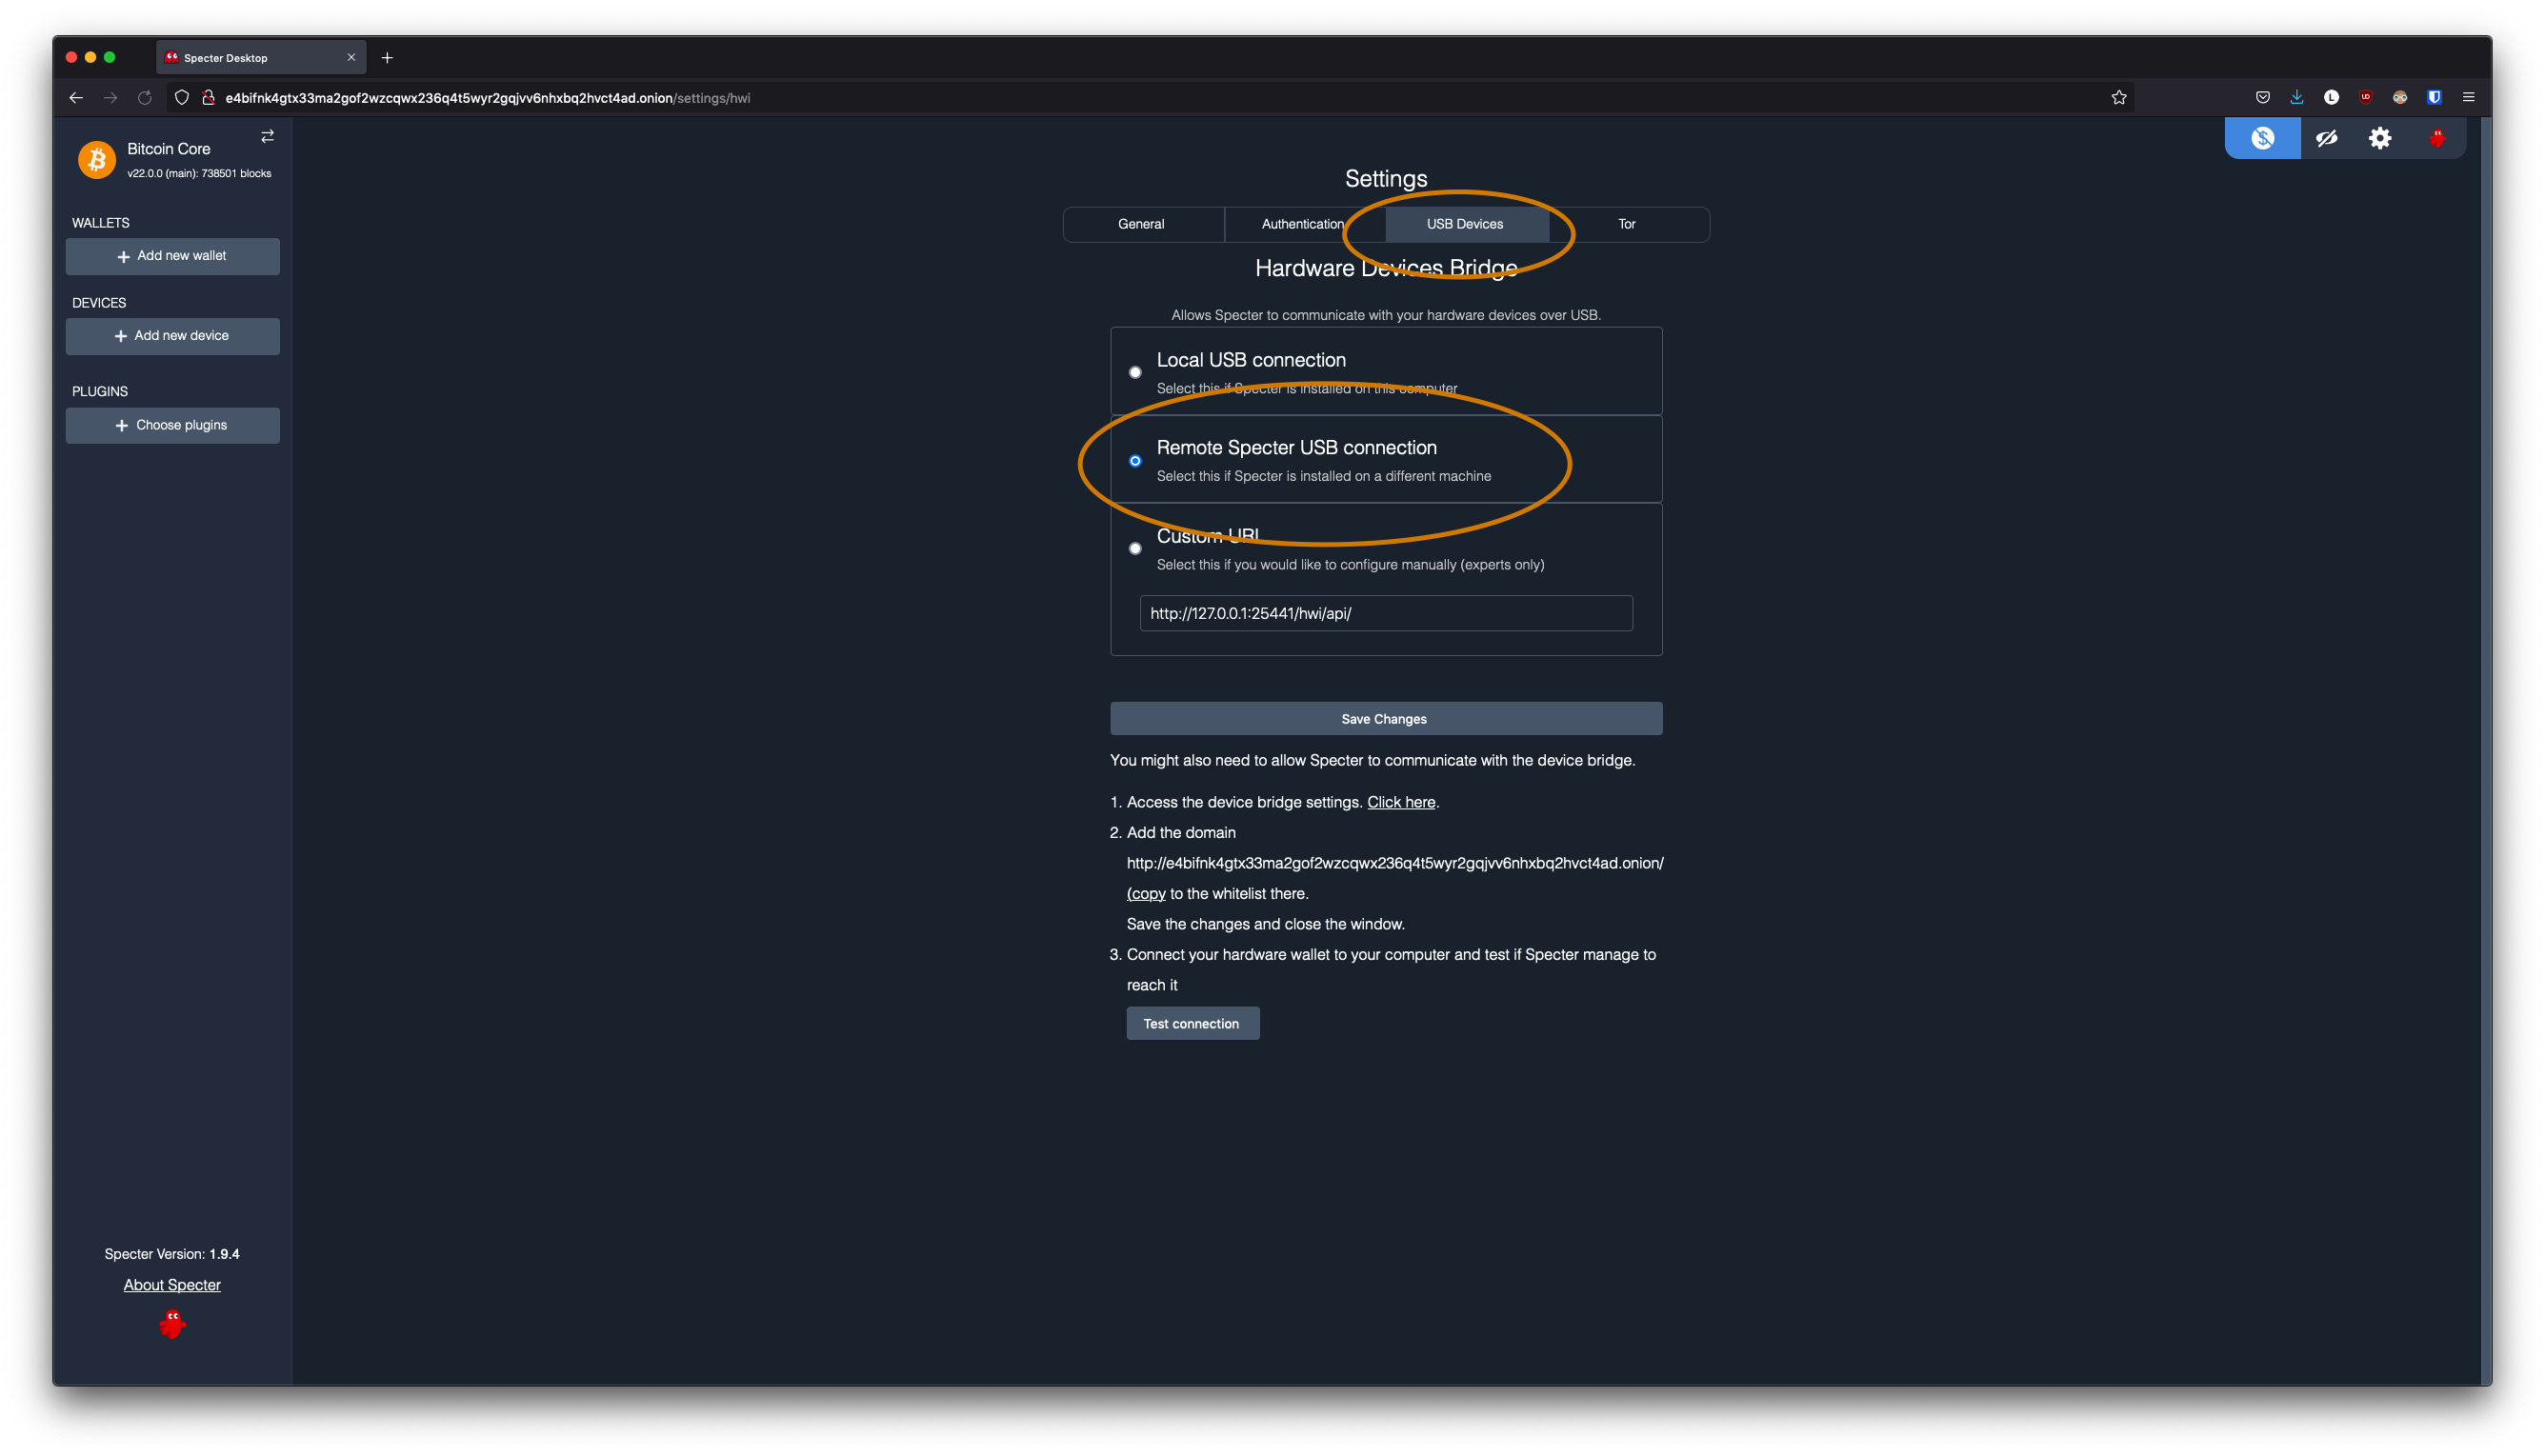 Specter Desktop
e4bifnk4gtx33ma2gof2wzcqwx236q4t5wyr2gqjvv6nhxbq2hvct4ad.onion/settings/hwi
Bitcoin Core
v22.0.0 (main): 738501 blocks
WALLETS
+ Add new wallet
DEVICES
+ Add new device
PLUGINS
+ Choose plugins
Specter Version: 1.9.4
About Specter
Settings
General
Authentication
USB Devices
Tor
Hardware Devices Bridge
Allows Specter to communicate with your hardware devices over USB.
Local USB connection
Select this if Specter is installed on this computer
Remote Specter USB connection
Select this if Specter is installed on a different machine
Custom URL
Select this if you would like to configure manually (experts only)
http://127.0.0.1:25441/hwi/api/
Save Changes
You might also need to allow Specter to communicate with the device bridge.
1. Access the device bridge settings. Click here.
2. Add the domain
http://e4bifnk4gtx33ma2gof2wzcqwx236q4t5wyr2gqjvv6nhxbq2hvct4ad.onion/
(copy to the whitelist there.
Save the changes and close the window.
3. Connect your hardware wallet to your computer and test if Specter manage to
reach it
Test connection